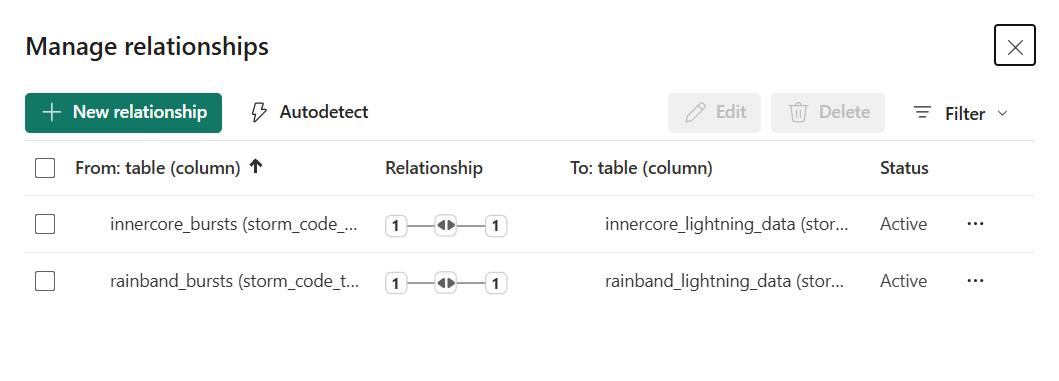 Manage relationships
New relationship Autodetect Edit Delete Filter
From: table (column) Relationship To: table (column) Status
innercore_bursts (storm_code_... 1 1 innercore_lightning_data (stor... Active ...
rainband_bursts (storm_code_t... 1 1 rainband_lightning_data (stor... Active ...